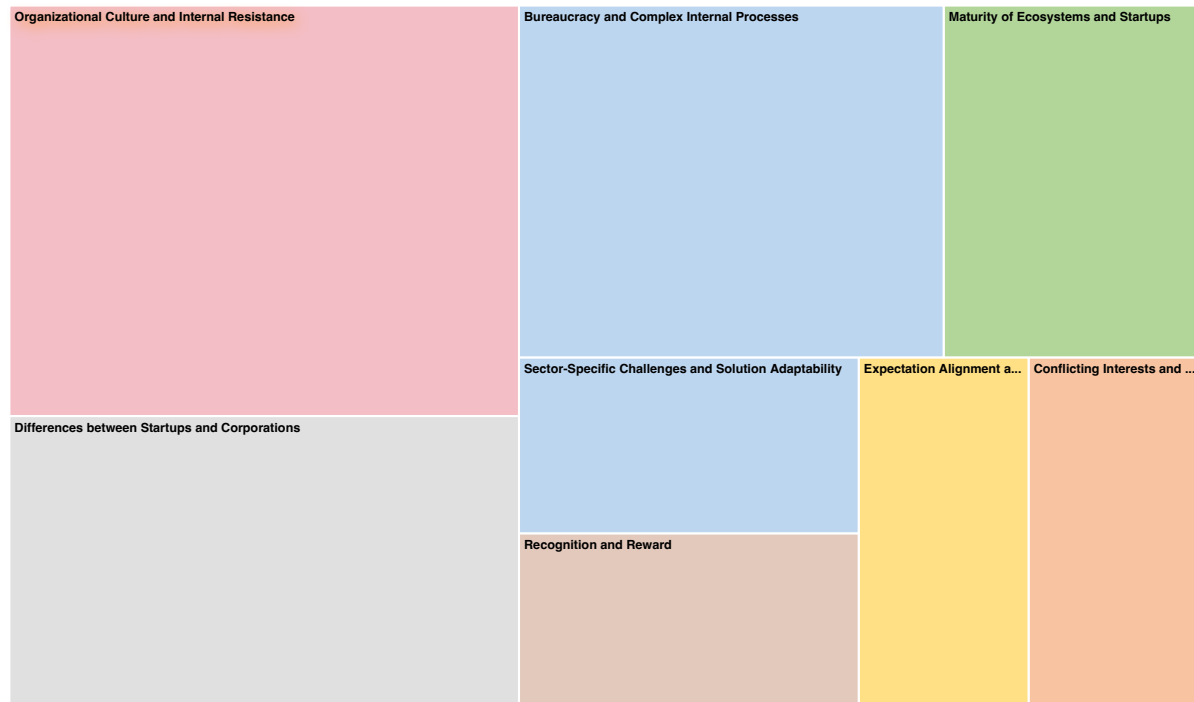 Organizational Culture and Internal Resistance
Bureaucracy and Complex Internal Processes
Maturity of Ecosystems and Startups
Sector-Specific Challenges and Solution Adaptability
Expectation Alignment a...
Conflicting Interests and ...
Differences between Startups and Corporations
Recognition and Reward